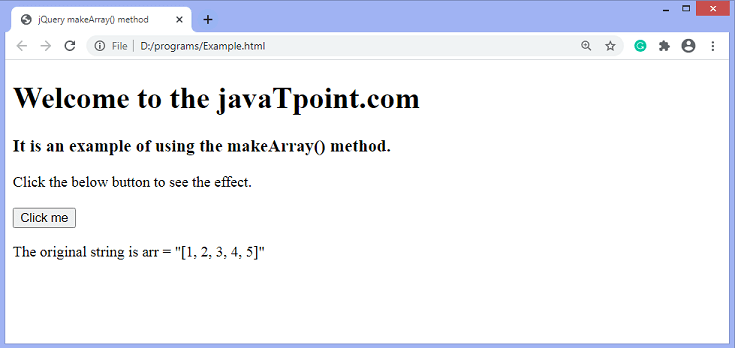 jQuery makeArray() method
File | D:/programs/Example.html
Welcome to the javaTpoint.com
It is an example of using the makeArray() method.
Click the below button to see the effect.
Click me
The original string is arr = "[1, 2, 3, 4, 5]"